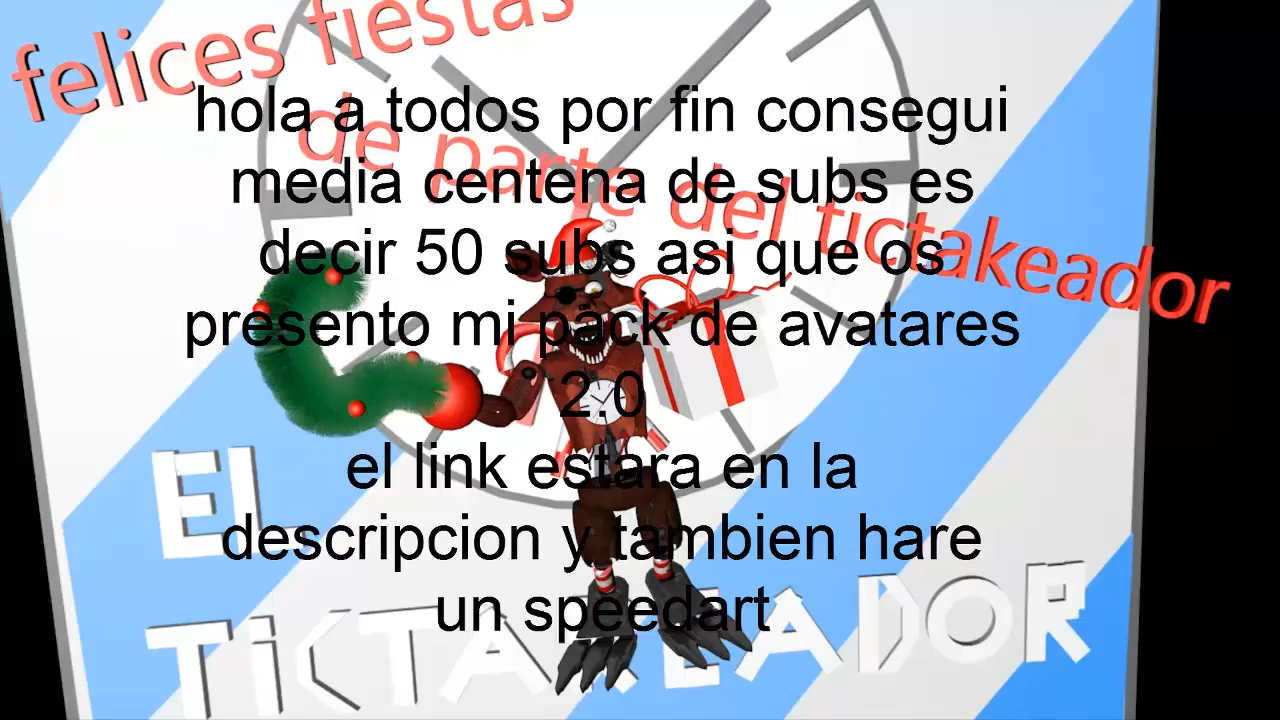 felices fiestas
de parte del tictakeador
hola a todos por fin consegui
media centena de subs es
decir 50 subs asi que os
presento mi pack de avatares
2.0
el link estara en la
descripcion y tambien hare
un speedart
EL
TiCTAKEADOR